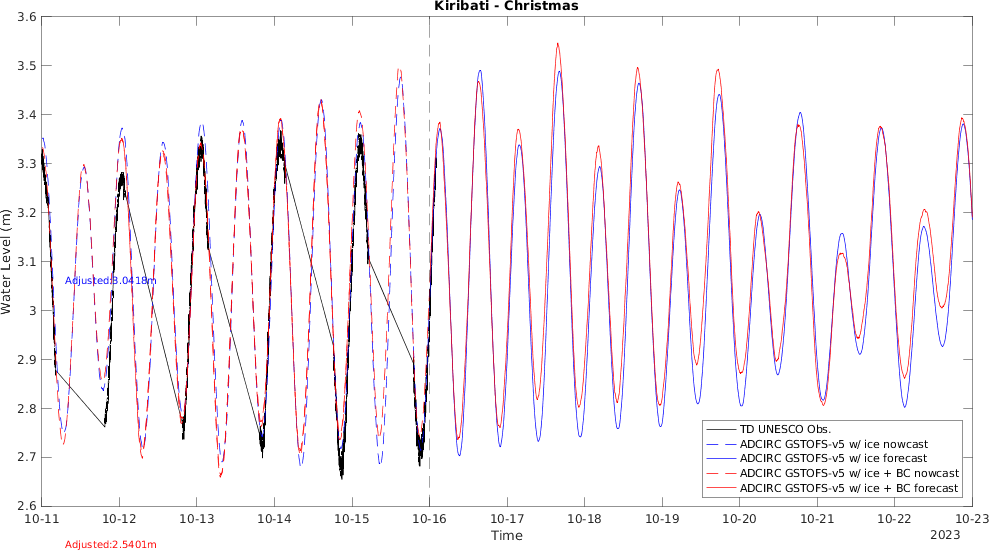 Kiribati - Christmas
Water Level (m)
3.6
3.5
3.4
3.3
3.2
3.1
3
2.9
2.8
2.7
2.6
Adjusted:3.0418m
TD UNESCO Obs.
ADCIRC GSTOFS-v5 w/ ice nowcast
ADCIRC GSTOFS-v5 w/ ice forecast
ADCIRC GSTOFS-v5 w/ ice + BC nowcast
ADCIRC GSTOFS-v5 w/ ice + BC forecast
10-11 10-12 10-13 10-14 10-15 10-16 10-17 10-18 10-19 10-20 10-21 10-22 10-23
Time
2023
Adjusted:2.5401m